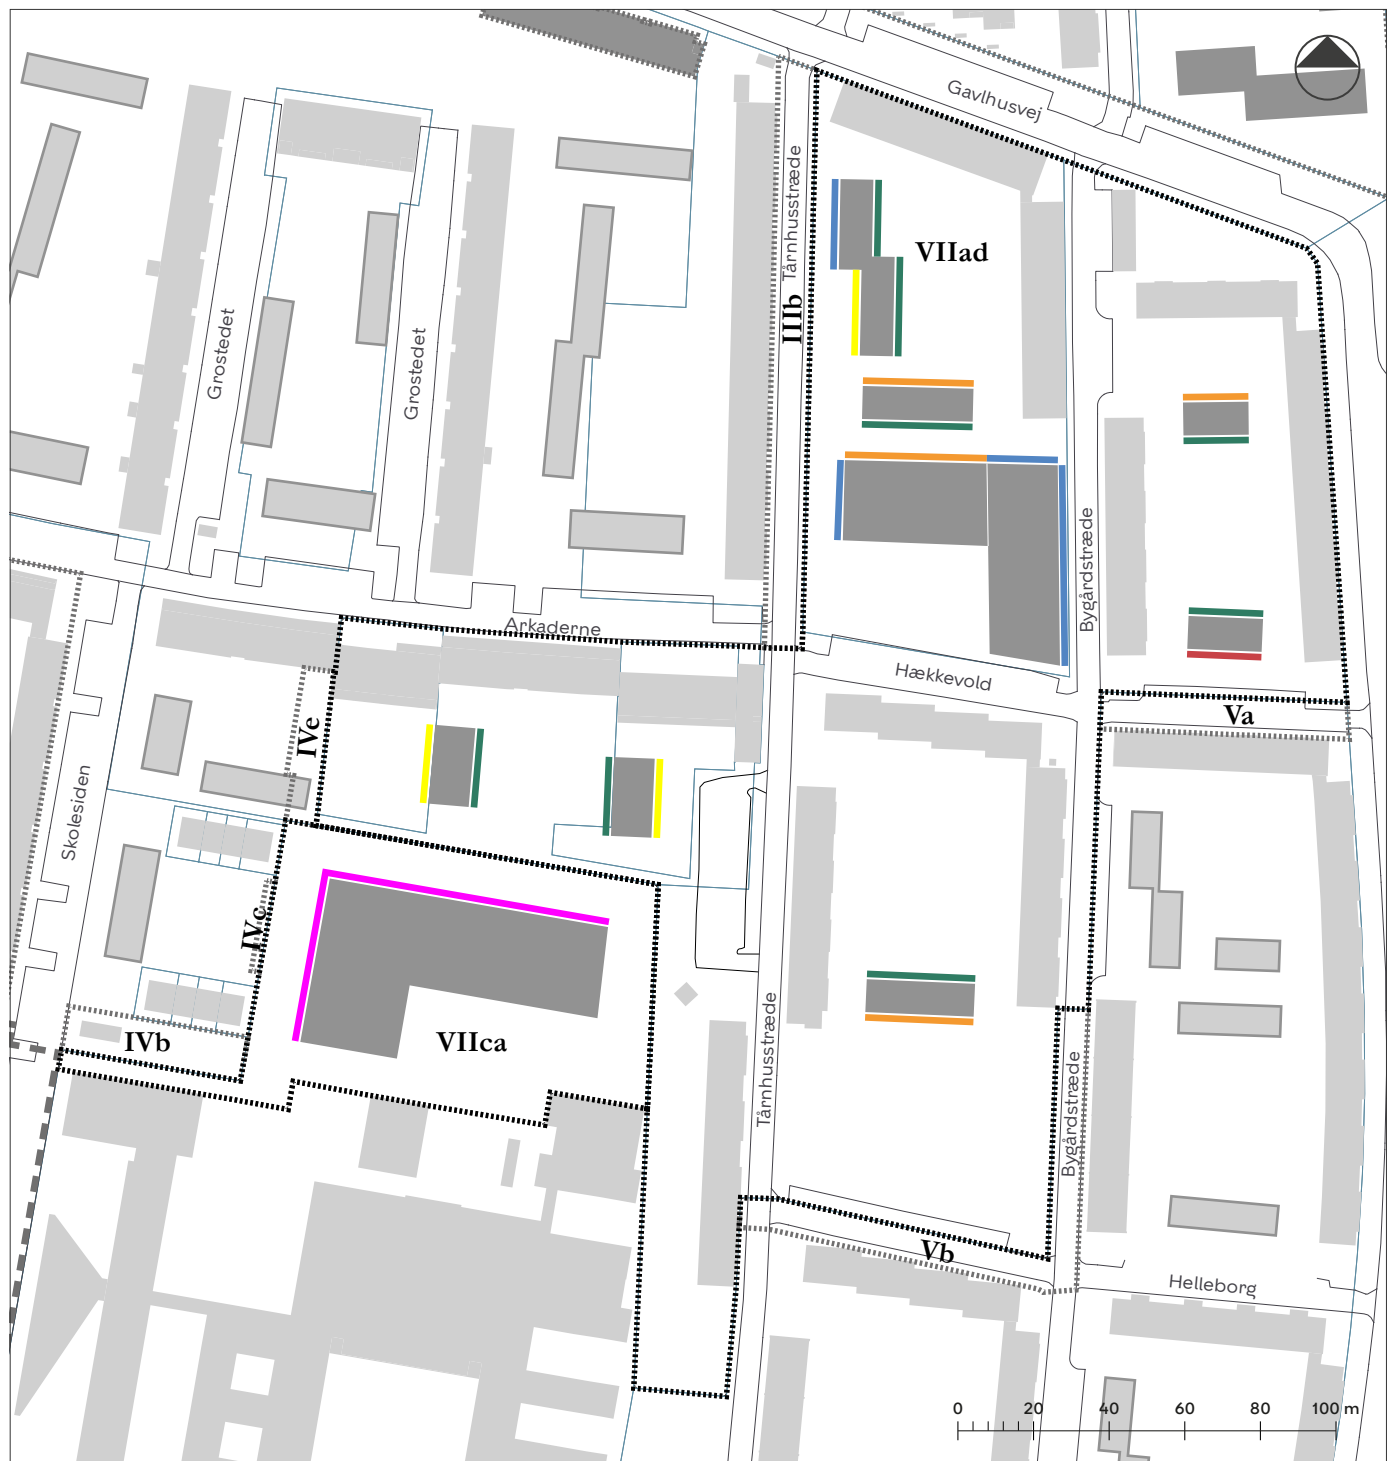 Gavlhusvej
Tårnhusstræde
VIIad
IIIb
Grostedet
Grostedet
Bygårdstræde
Arkaderne
Hækkevold
Va
IVe
Skolesiden
IVc
VIIca
IVb
Tårnhusstræde
Bygårdstræde
Vb
Helleborg
0 20 40 60 80 100 m